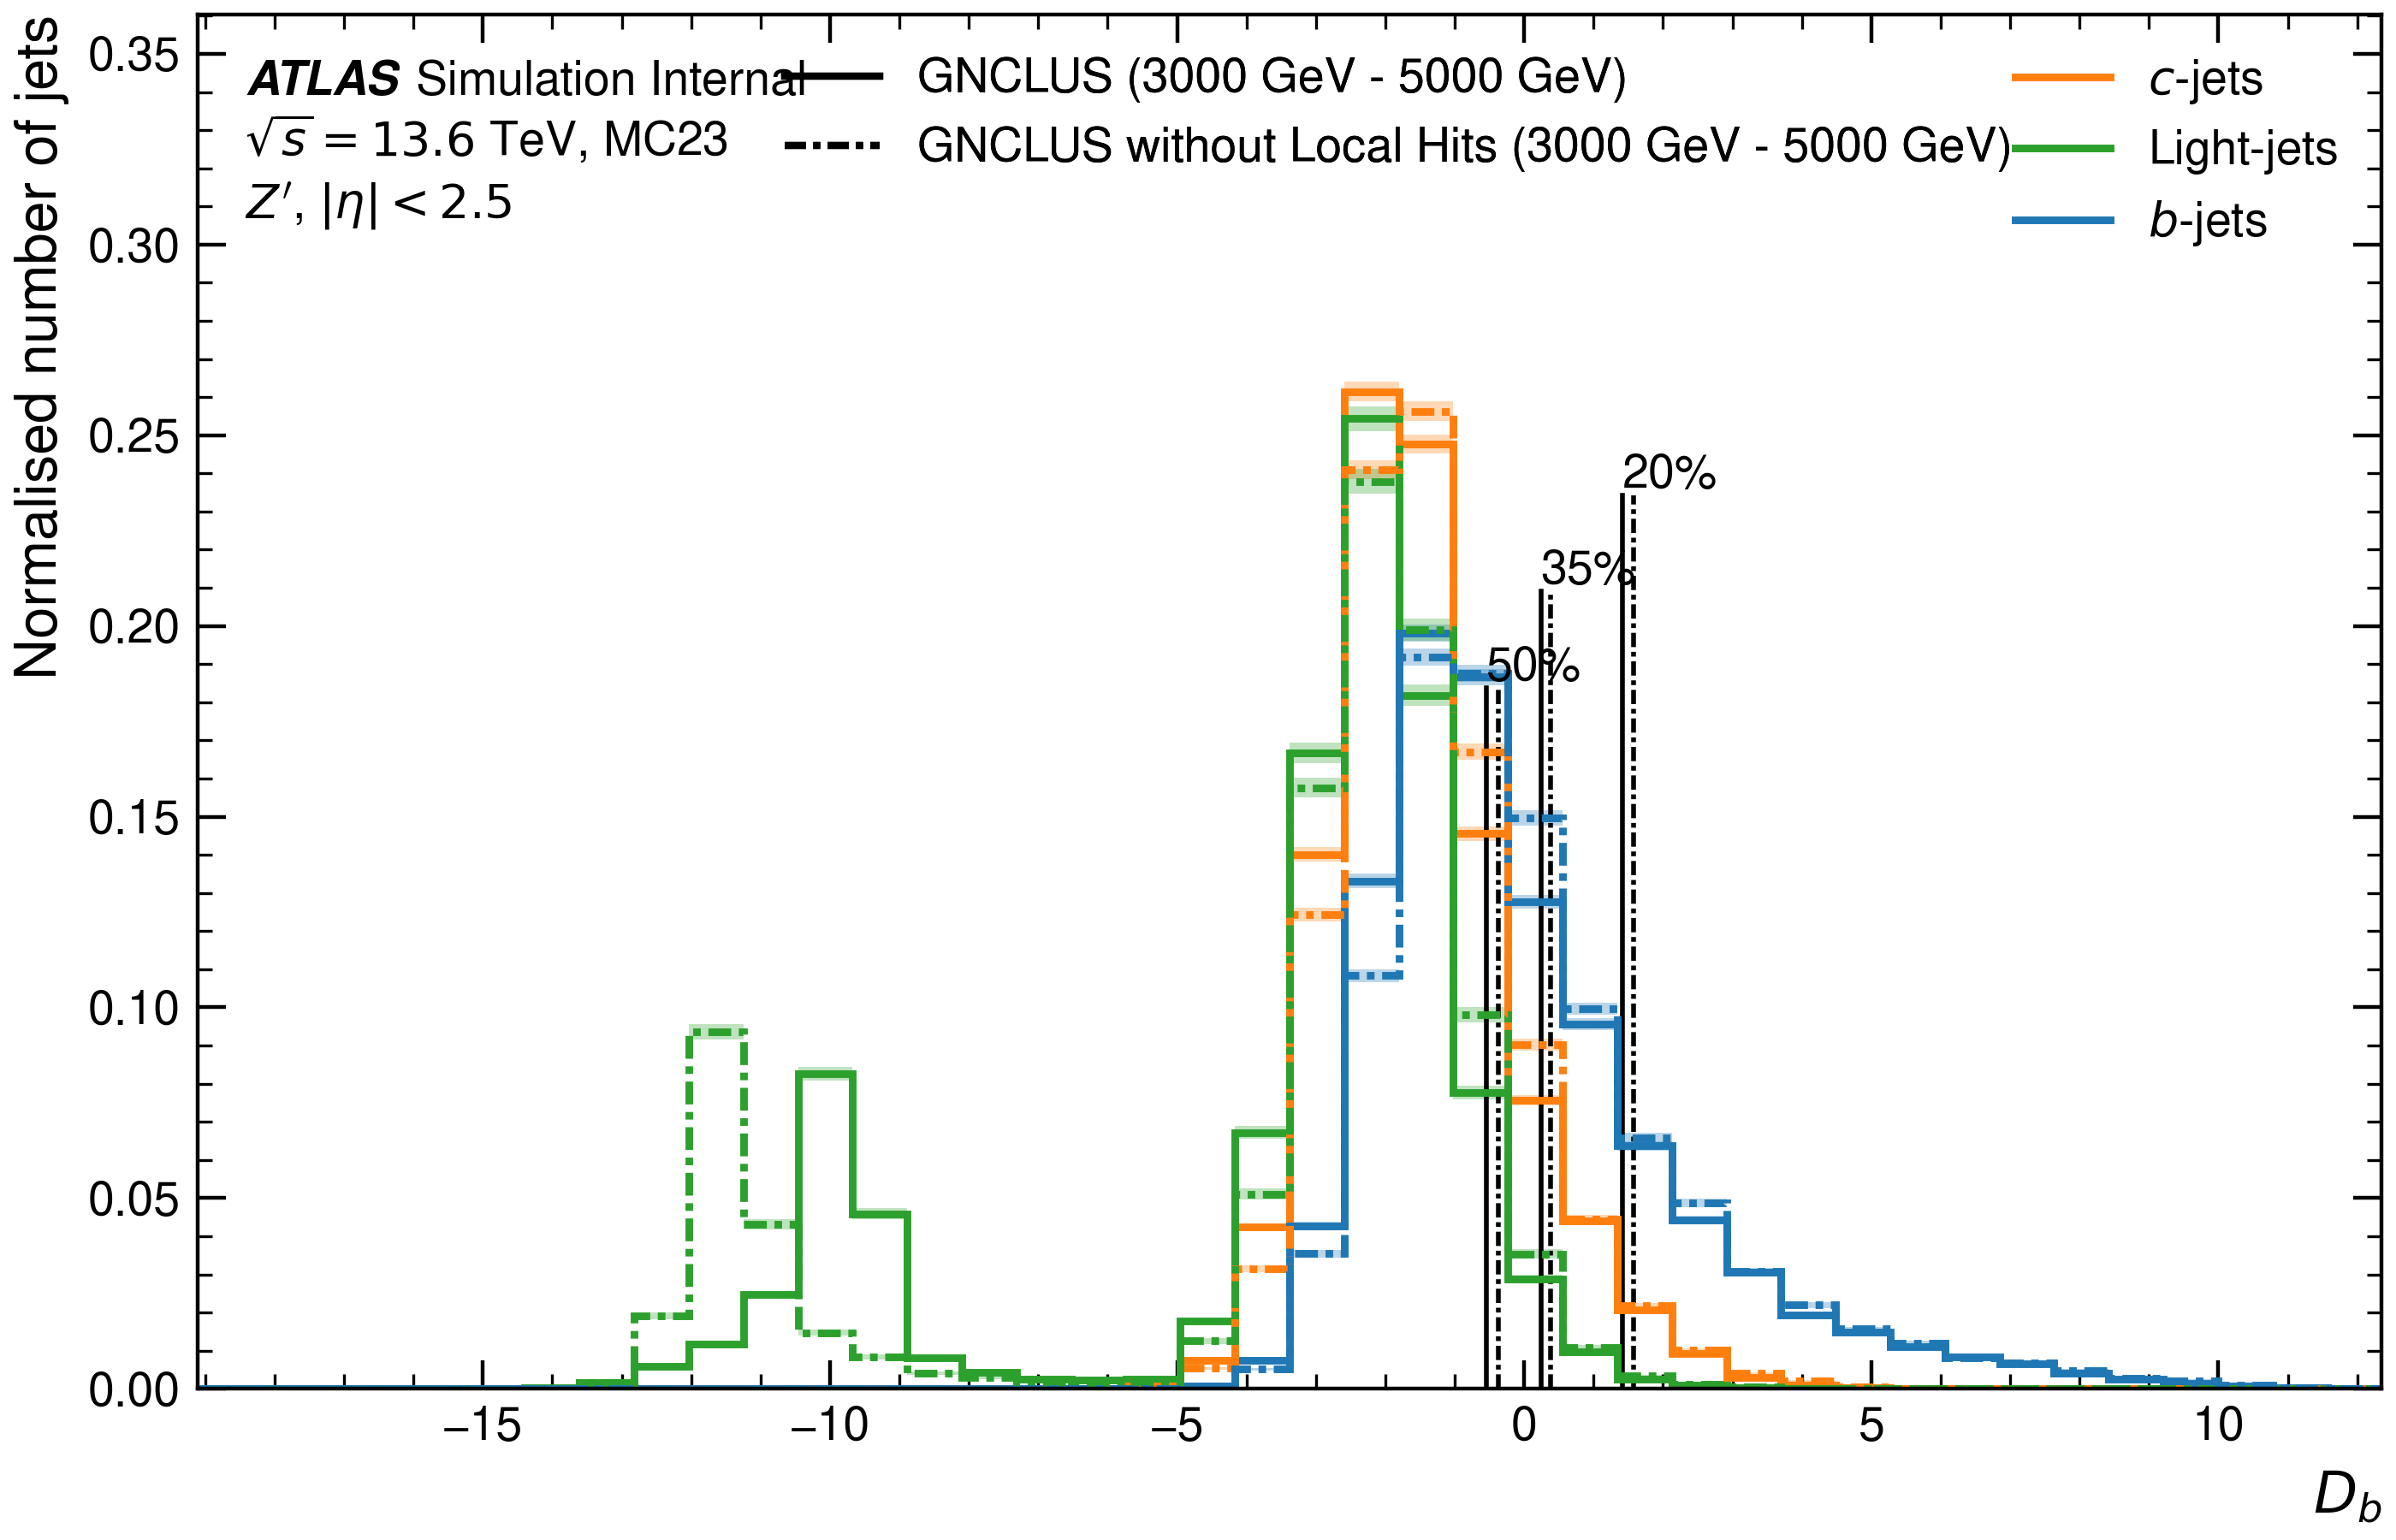 Normalised number of jets
0.35
0.30
0.25
0.20
0.15
0.10
0.05
0.00
ATLAS Simulation Internal
√s = 13.6 TeV, MC23
Z′, |η| < 2.5
GNCLUS (3000 GeV - 5000 GeV)
GNCLUS without Local Hits (3000 GeV - 5000 GeV)
c-jets
Light-jets
b-jets
20%
35%
50%
−15 −10 −5 0 5 10
D_b